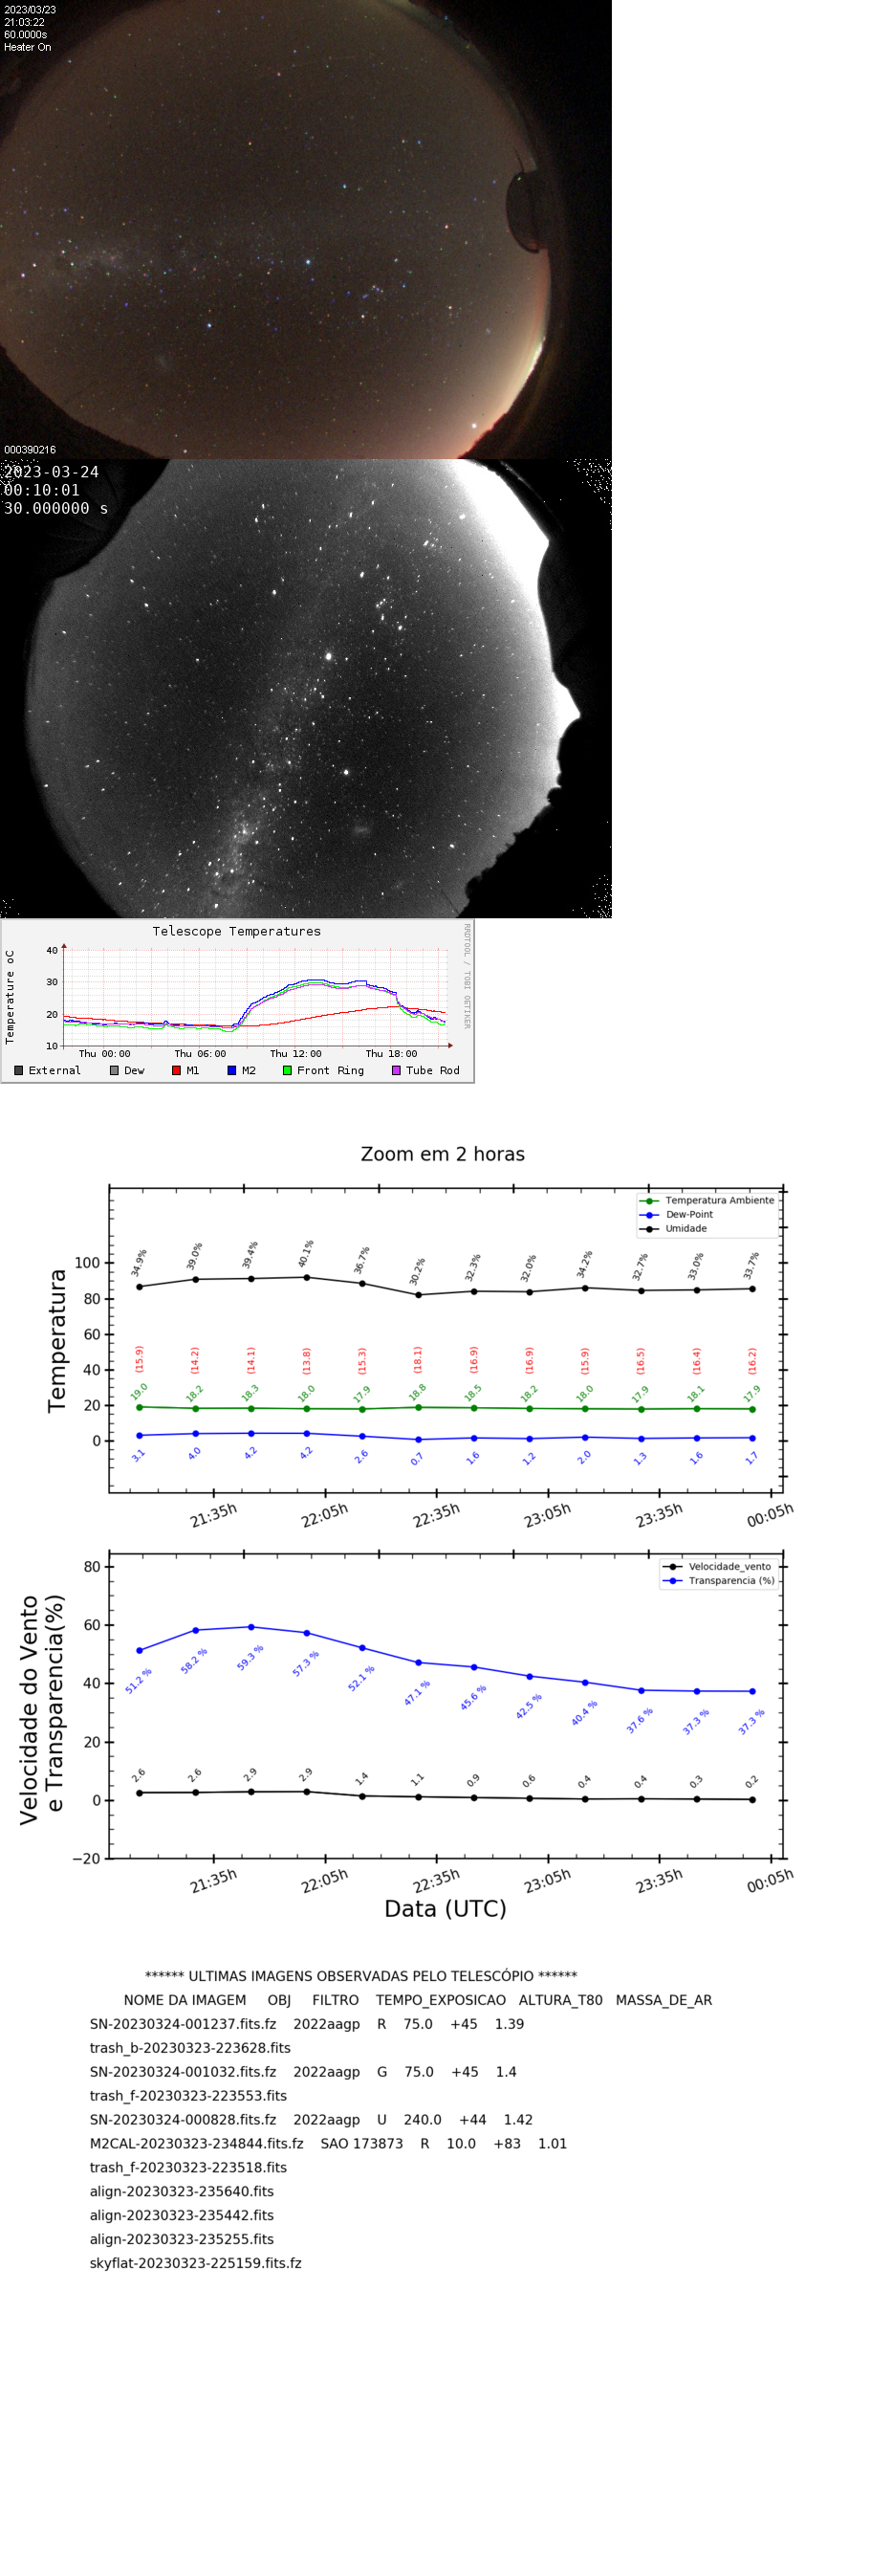 2023/03/23
21:03:22
60.0000s
Heater On
000390216
2023-03-24
00:10:01
30.000000 s
Telescope Temperatures
RRDTOOL / TOBI OETIKER
Temperature oC
40
30
20
10
Thu 00:00 Thu 06:00 Thu 12:00 Thu 18:00
External Dew M1 M2 Front Ring Tube Rod
Zoom em 2 horas
Temperatura Ambiente
Dew-Point
Umidade
Temperatura
100
80
60
40
20
0
34.9% 39.0% 39.4% 40.1% 36.7% 30.2% 32.3% 32.0% 34.2% 32.7% 33.0% 33.7%
(15.9) (14.2) (14.1) (13.8) (15.3) (18.1) (16.9) (16.9) (15.9) (16.5) (16.4) (16.2)
19.0 18.2 18.3 18.0 17.9 18.8 18.5 18.2 18.0 17.9 18.1 17.9
3.1 4.0 4.2 4.2 2.6 0.7 1.6 1.2 2.0 1.3 1.6 1.7
21:35h 22:05h 22:35h 23:05h 23:35h 00:05h
Velocidade_vento
Transparencia (%)
Velocidade do Vento
e Transparencia(%)
80
60
40
20
0
−20
51.2 % 58.2 % 59.3 % 57.3 % 52.1 % 47.1 % 45.6 % 42.5 % 40.4 % 37.6 % 37.3 % 37.3 %
2.6 2.6 2.9 2.9 1.4 1.1 0.9 0.6 0.4 0.4 0.3 0.2
21:35h 22:05h 22:35h 23:05h 23:35h 00:05h
Data (UTC)
****** ULTIMAS IMAGENS OBSERVADAS PELO TELESCÓPIO ******
NOME DA IMAGEM OBJ FILTRO TEMPO_EXPOSICAO ALTURA_T80 MASSA_DE_AR
SN-20230324-001237.fits.fz 2022aagp R 75.0 +45 1.39
trash_b-20230323-223628.fits
SN-20230324-001032.fits.fz 2022aagp G 75.0 +45 1.4
trash_f-20230323-223553.fits
SN-20230324-000828.fits.fz 2022aagp U 240.0 +44 1.42
M2CAL-20230323-234844.fits.fz SAO 173873 R 10.0 +83 1.01
trash_f-20230323-223518.fits
align-20230323-235640.fits
align-20230323-235442.fits
align-20230323-235255.fits
skyflat-20230323-225159.fits.fz